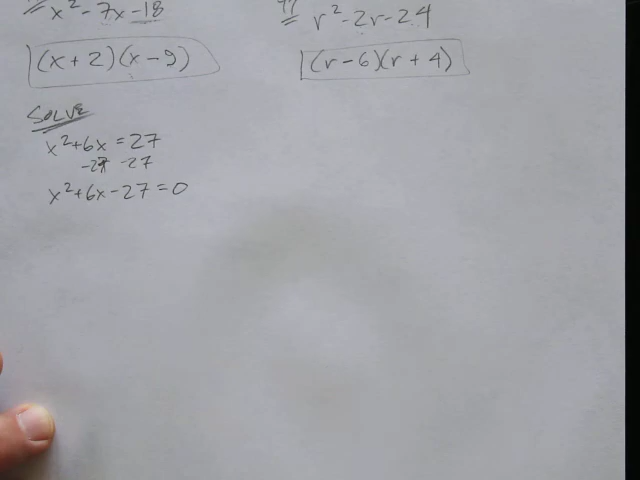 x² - 7x - 18
r² - 2r - 24
(x + 2)(x - 9)
(r - 6)(r + 4)
SOLVE
x² + 6x = 27
-27 -27
x² + 6x - 27 = 0